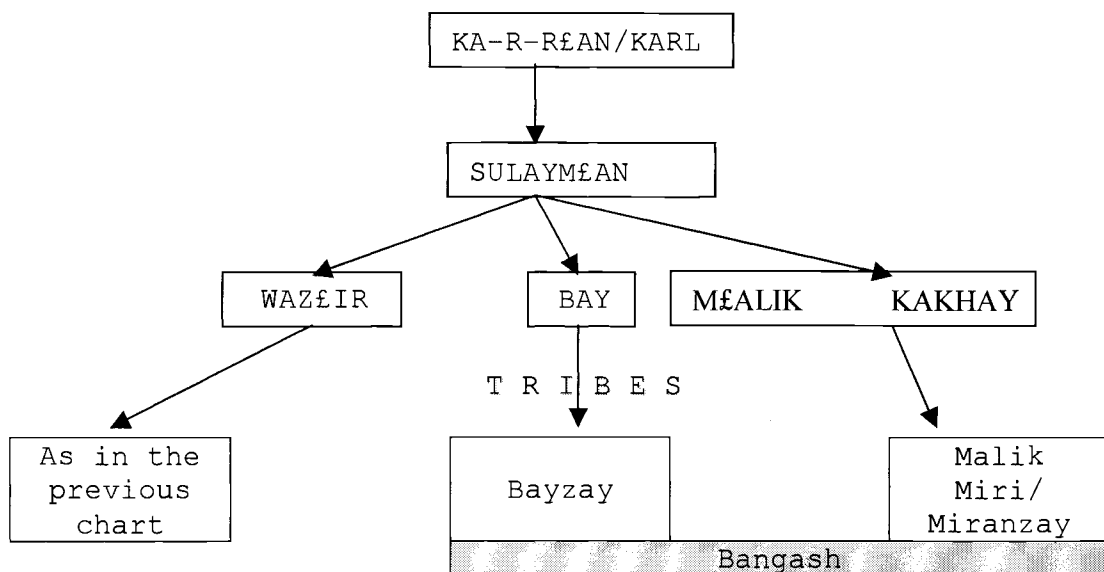 KA-R-R£AN/KARL
SULAYM£AN
WAZ£IR
BAY
M£ALIK KAKHAY
T R I B E S
As in the
previous
chart
Bayzay
Malik
Miri/
Miranzay
Bangash